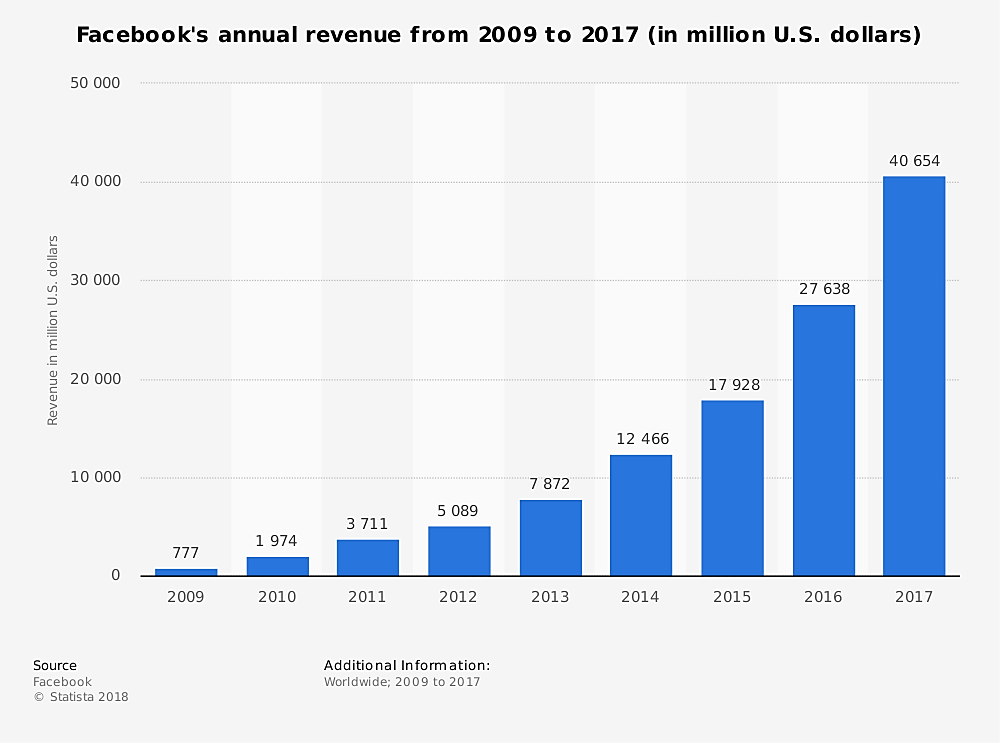 Facebook's annual revenue from 2009 to 2017 (in million U.S. dollars)
50 000
40 000
30 000
20 000
10 000
0
Revenue in million U.S. dollars
777
1 974
3 711
5 089
7 872
12 466
17 928
27 638
40 654
2009 2010 2011 2012 2013 2014 2015 2016 2017
Source
Facebook
© Statista 2018
Additional Information:
Worldwide; 2009 to 2017